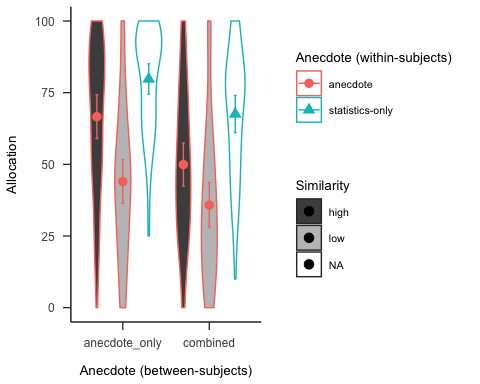 100
75
50
25
0
Allocation
anecdote_only combined
Anecdote (between-subjects)
Anecdote (within-subjects)
anecdote
statistics-only
Similarity
high
low
NA